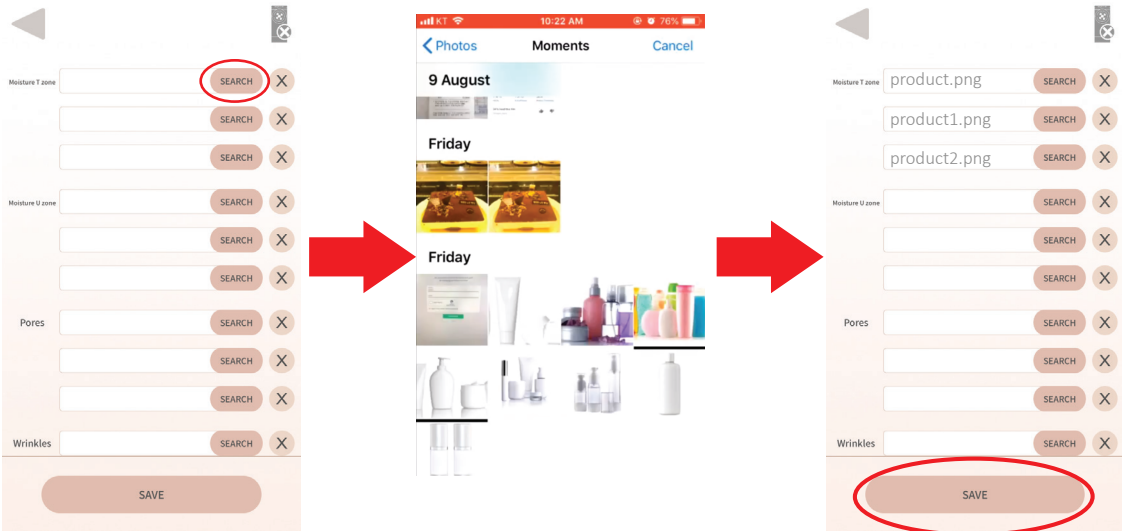 Moisture T zone SEARCH X
SEARCH X
SEARCH X
Moisture U zone SEARCH X
SEARCH X
SEARCH X
Pores SEARCH X
SEARCH X
SEARCH X
Wrinkles SEARCH X
SAVE
KT 10:22 AM 76%
Photos Moments Cancel
9 August
Friday
Friday
Moisture T zone product.png SEARCH X
product1.png SEARCH X
product2.png SEARCH X
Moisture U zone SEARCH X
SEARCH X
SEARCH X
Pores SEARCH X
SEARCH X
SEARCH X
Wrinkles SEARCH X
SAVE